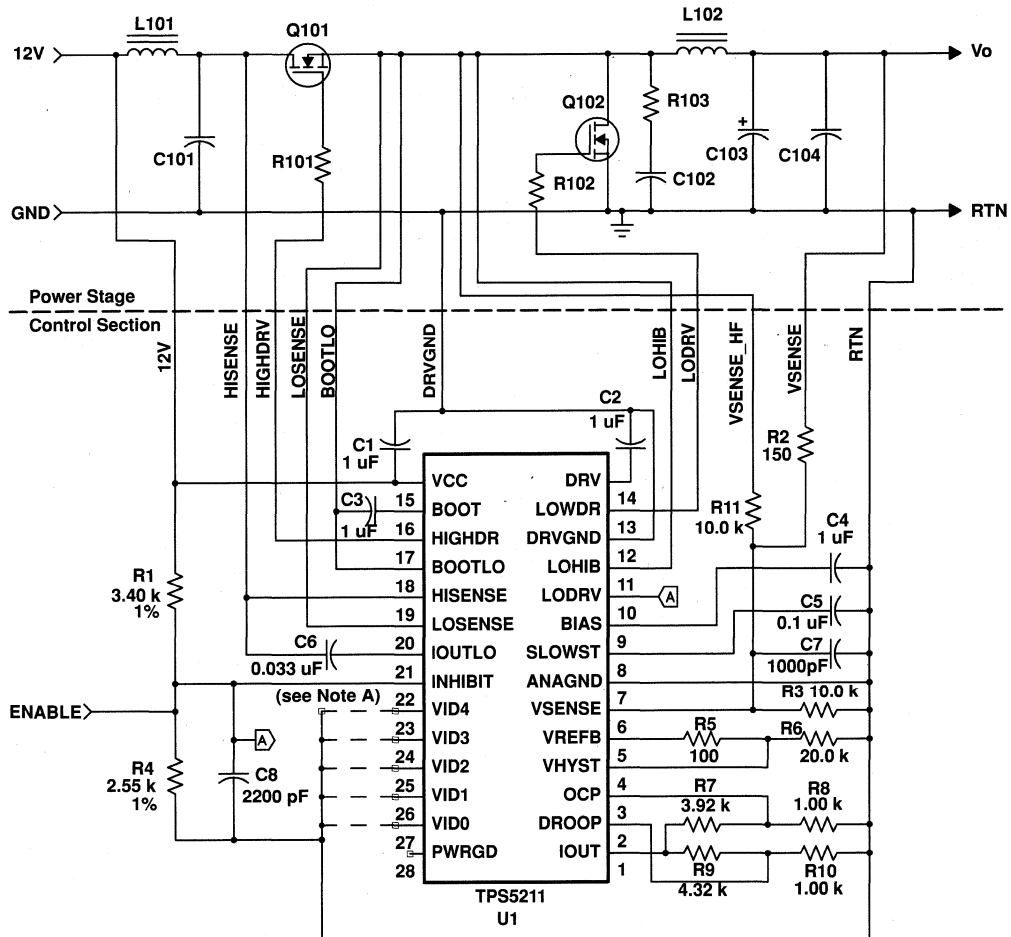 L101
Q101
L102
12V
Vo
Q102
R103
+
C101
R101
R102
C102
C103
C104
GND
RTN
Power Stage
Control Section
12V
HISENSE
HIGHDRV
LOSENSE
BOOTLO
DRVGND
LOHIB
LODRV
VSENSE_HF
VSENSE
RTN
C1
1 uF
C2
1 uF
R2
150
C3
1 uF
R11
10.0 k
C4
1 uF
R1
3.40 k
1%
C5
0.1 uF
C6
0.033 uF
C7
1000pF
R3 10.0 k
(see Note A)
ENABLE
A
A
R4
2.55 k
1%
C8
2200 pF
R5
100
R6
20.0 k
R7
3.92 k
R8
1.00 k
R9
4.32 k
R10
1.00 k
VCC DRV
15 BOOT LOWDR 14
16 HIGHDR DRVGND 13
17 BOOTLO LOHIB 12
18 HISENSE LODRV 11
19 LOSENSE BIAS 10
20 IOUTLO SLOWST 9
21 INHIBIT ANAGND 8
22 VID4 VSENSE 7
23 VID3 VREFB 6
24 VID2 VHYST 5
25 VID1 OCP 4
26 VID0 DROOP 3
27 PWRGD IOUT 2
28 1
TPS5211
U1